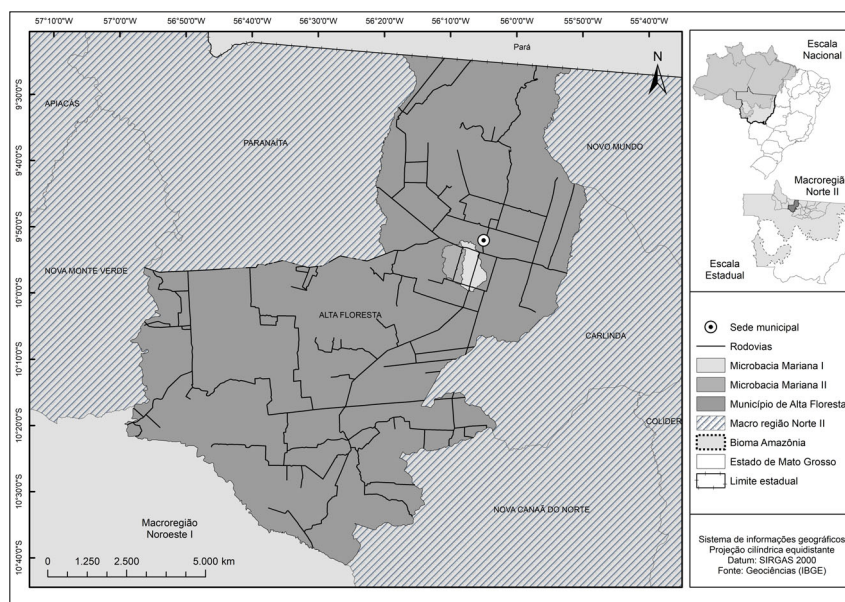 57°10'0"O 57°0'0"O 56°50'0"O 56°40'0"O 56°30'0"O 56°20'0"O 56°10'0"O 56°0'0"O 55°50'0"O 55°40'0"O
Pará
N
9°30'0"S
APIACÁS
PARANAÍTA
NOVO MUNDO
9°40'0"S
9°50'0"S
NOVA MONTE VERDE
10°0'0"S
ALTA FLORESTA
CARLINDA
10°10'0"S
COLÍDER
10°20'0"S
10°30'0"S
NOVA CANAÃ DO NORTE
Macroregião
Noroeste I
10°40'0"S
0 1.250 2.500 5.000 km
Escala
Nacional
Macroregião
Norte II
Escala
Estadual
Sede municipal
Rodovias
Microbacia Mariana I
Microbacia Mariana II
Município de Alta Floresta
Macro região Norte II
Bioma Amazônia
Estado de Mato Grosso
Limite estadual
Sistema de informações geográficos
Projeção cilíndrica equidistante
Datum: SIRGAS 2000
Fonte: Geociências (IBGE)